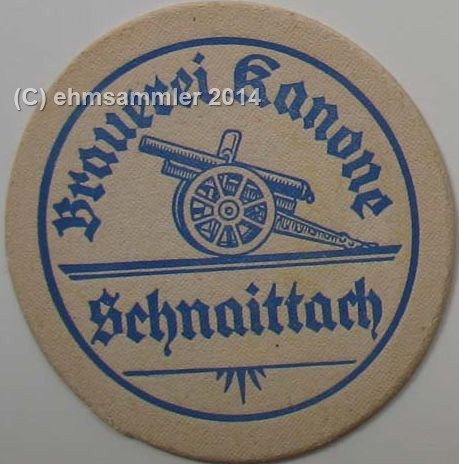 Brauerei Kanone
(C) ehmsammler 2014
Schnaittach